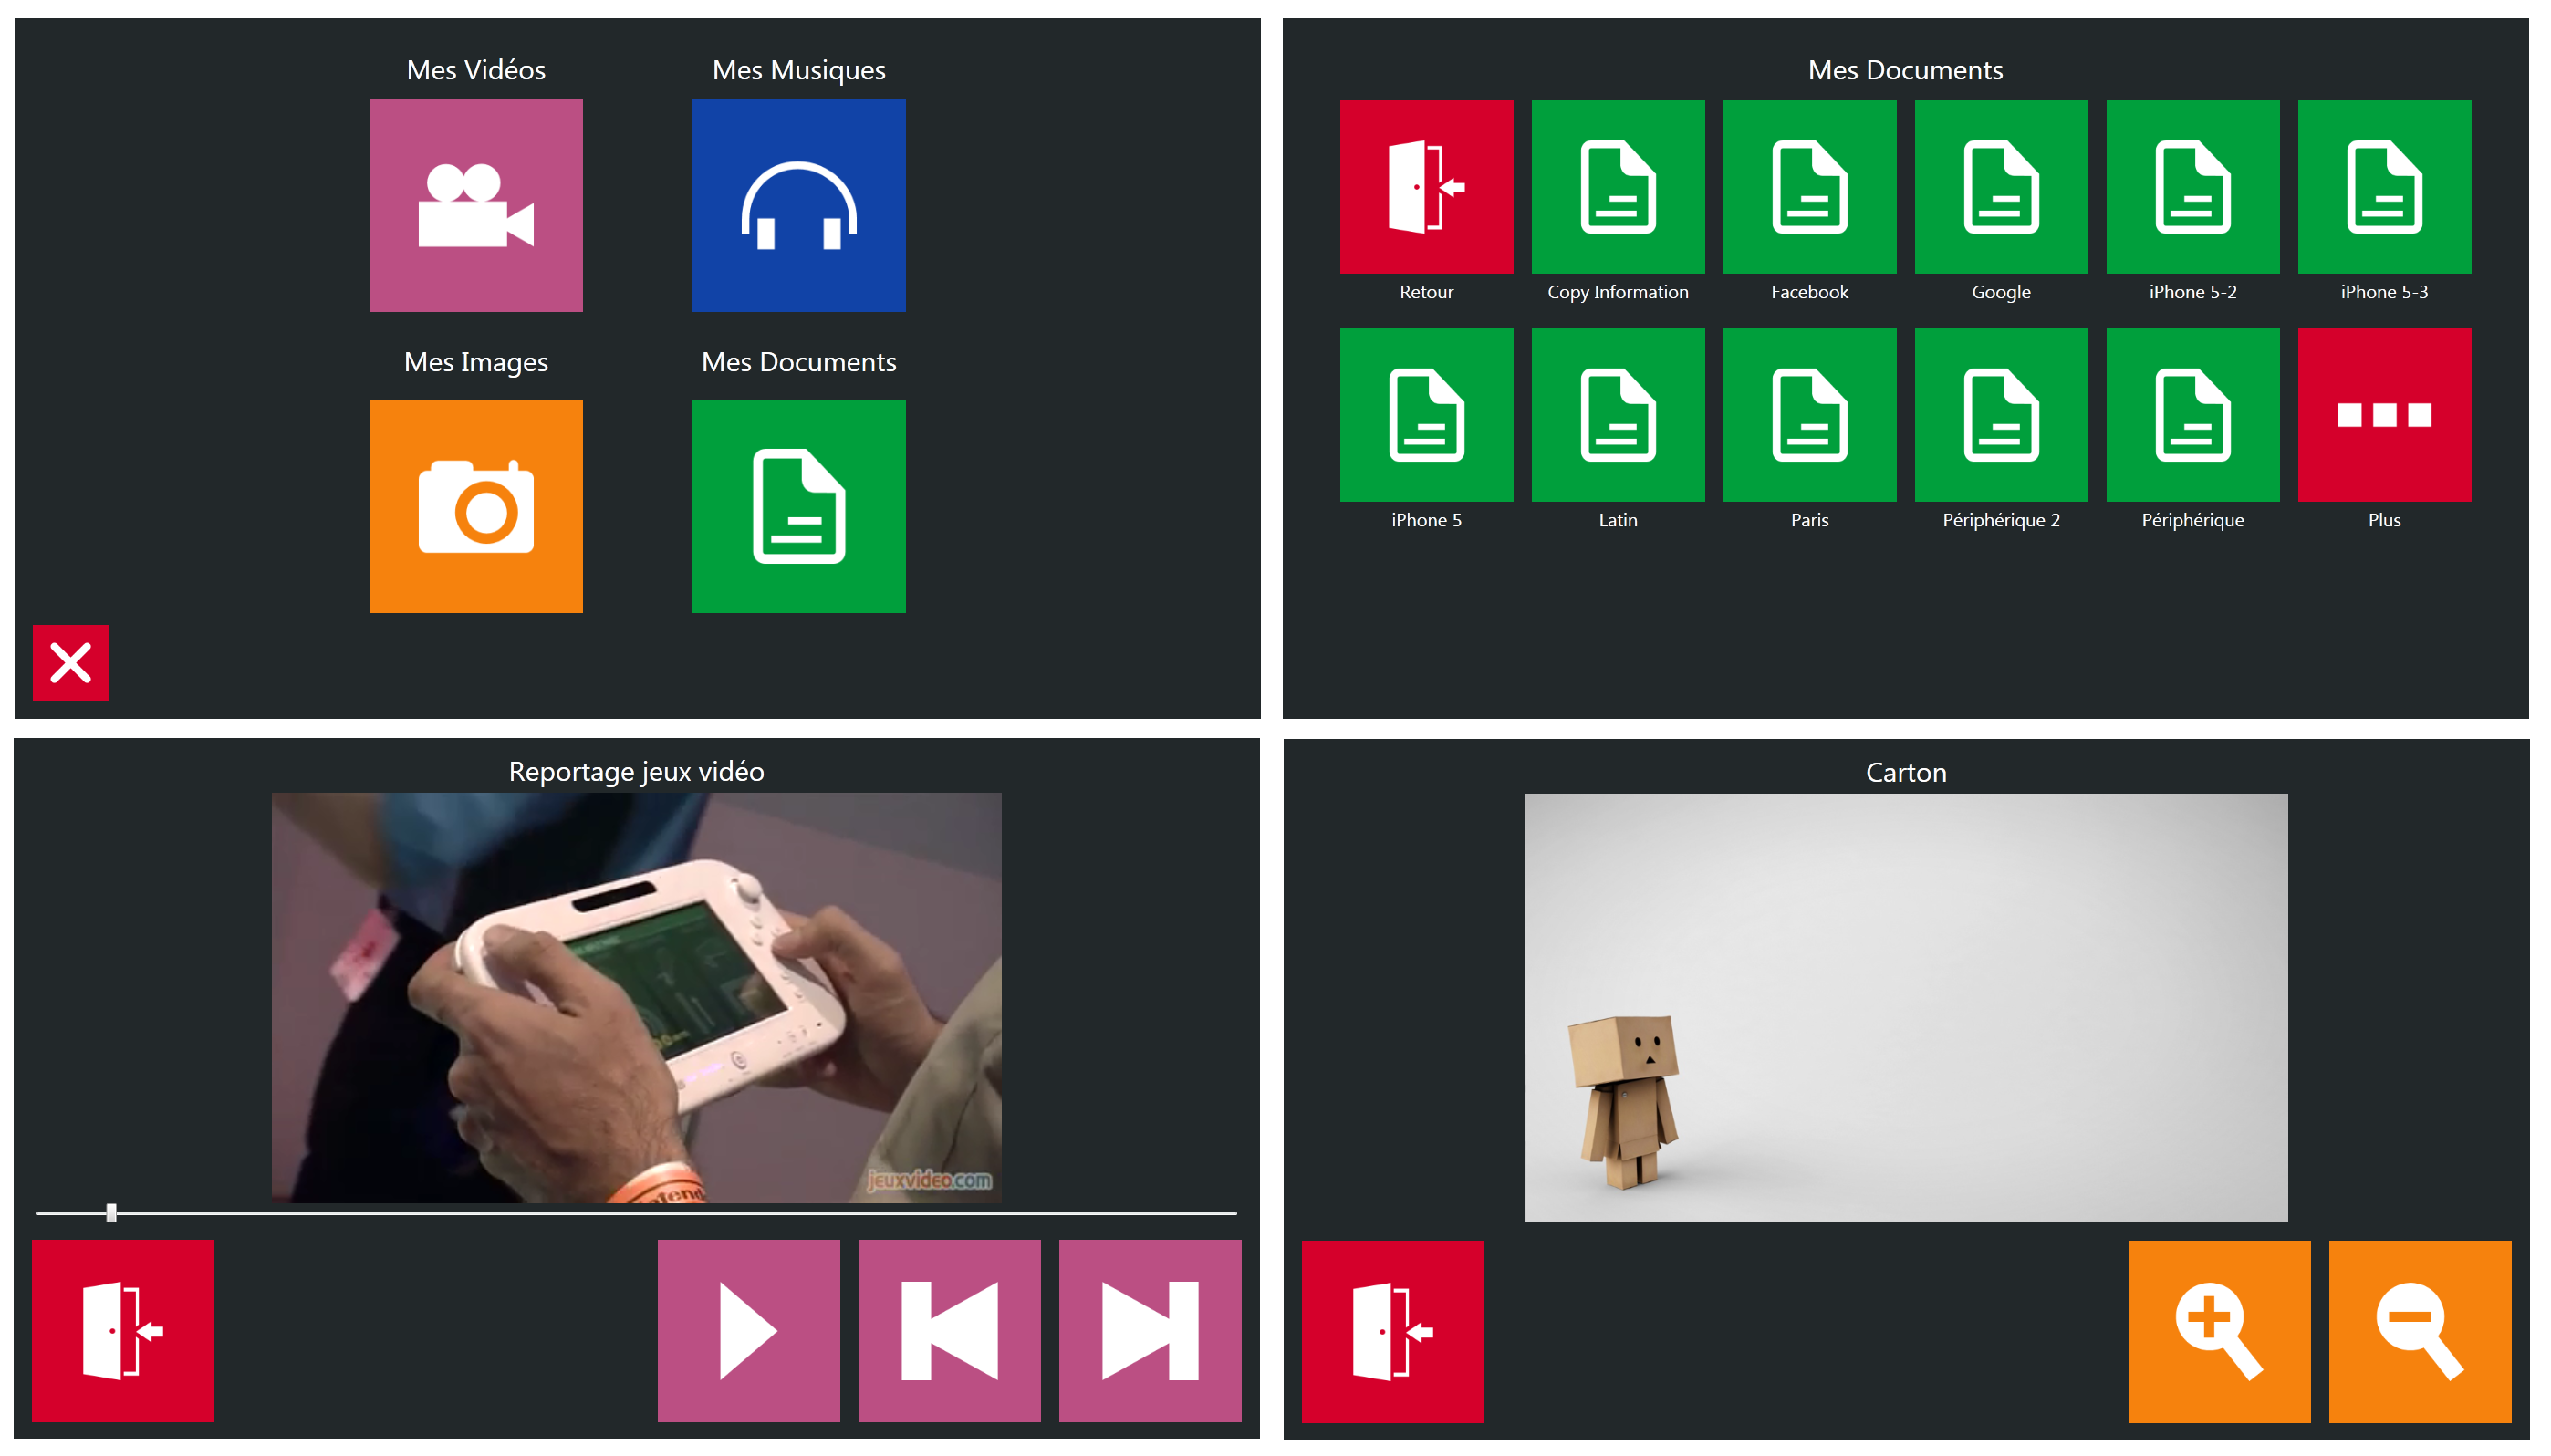 Mes Vidéos
Mes Musiques
Mes Images
Mes Documents
Mes Documents
Retour
Copy Information
Facebook
Google
iPhone 5-2
iPhone 5-3
iPhone 5
Latin
Paris
Périphérique 2
Périphérique
Plus
Reportage jeux vidéo
jeuxvideo.com
Carton